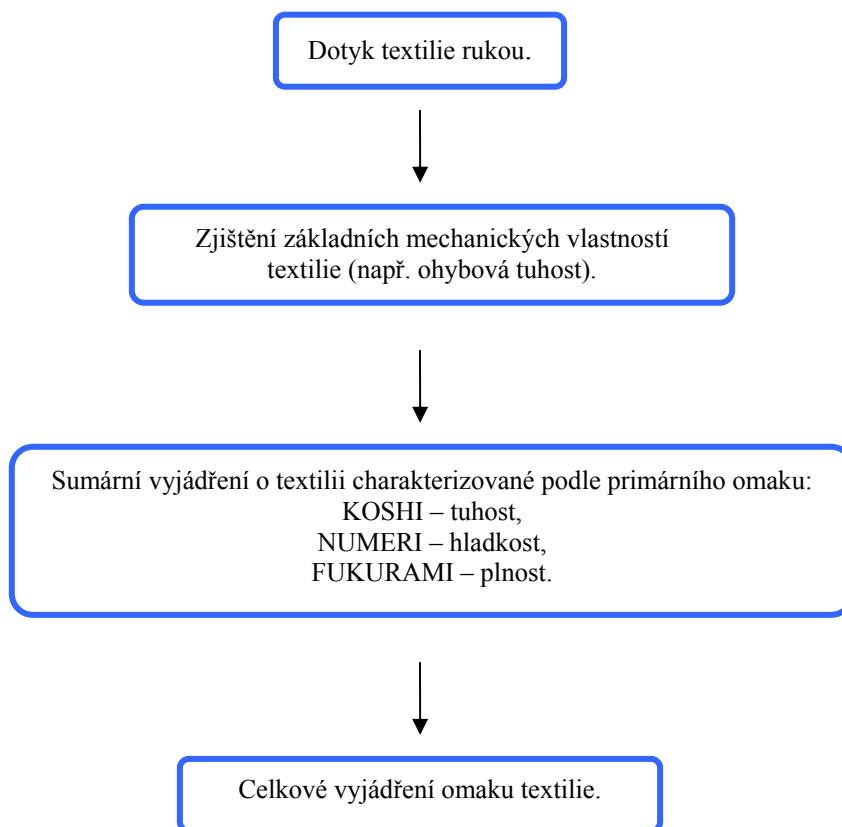 Dotyk textilie rukou.
Zjištění základních mechanických vlastností
textilie (např. ohybová tuhost).
Sumární vyjádření o textilii charakterizované podle primárního omaku:
KOSHI – tuhost,
NUMERI – hladkost,
FUKURAMI – plnost.
Celkové vyjádření omaku textilie.